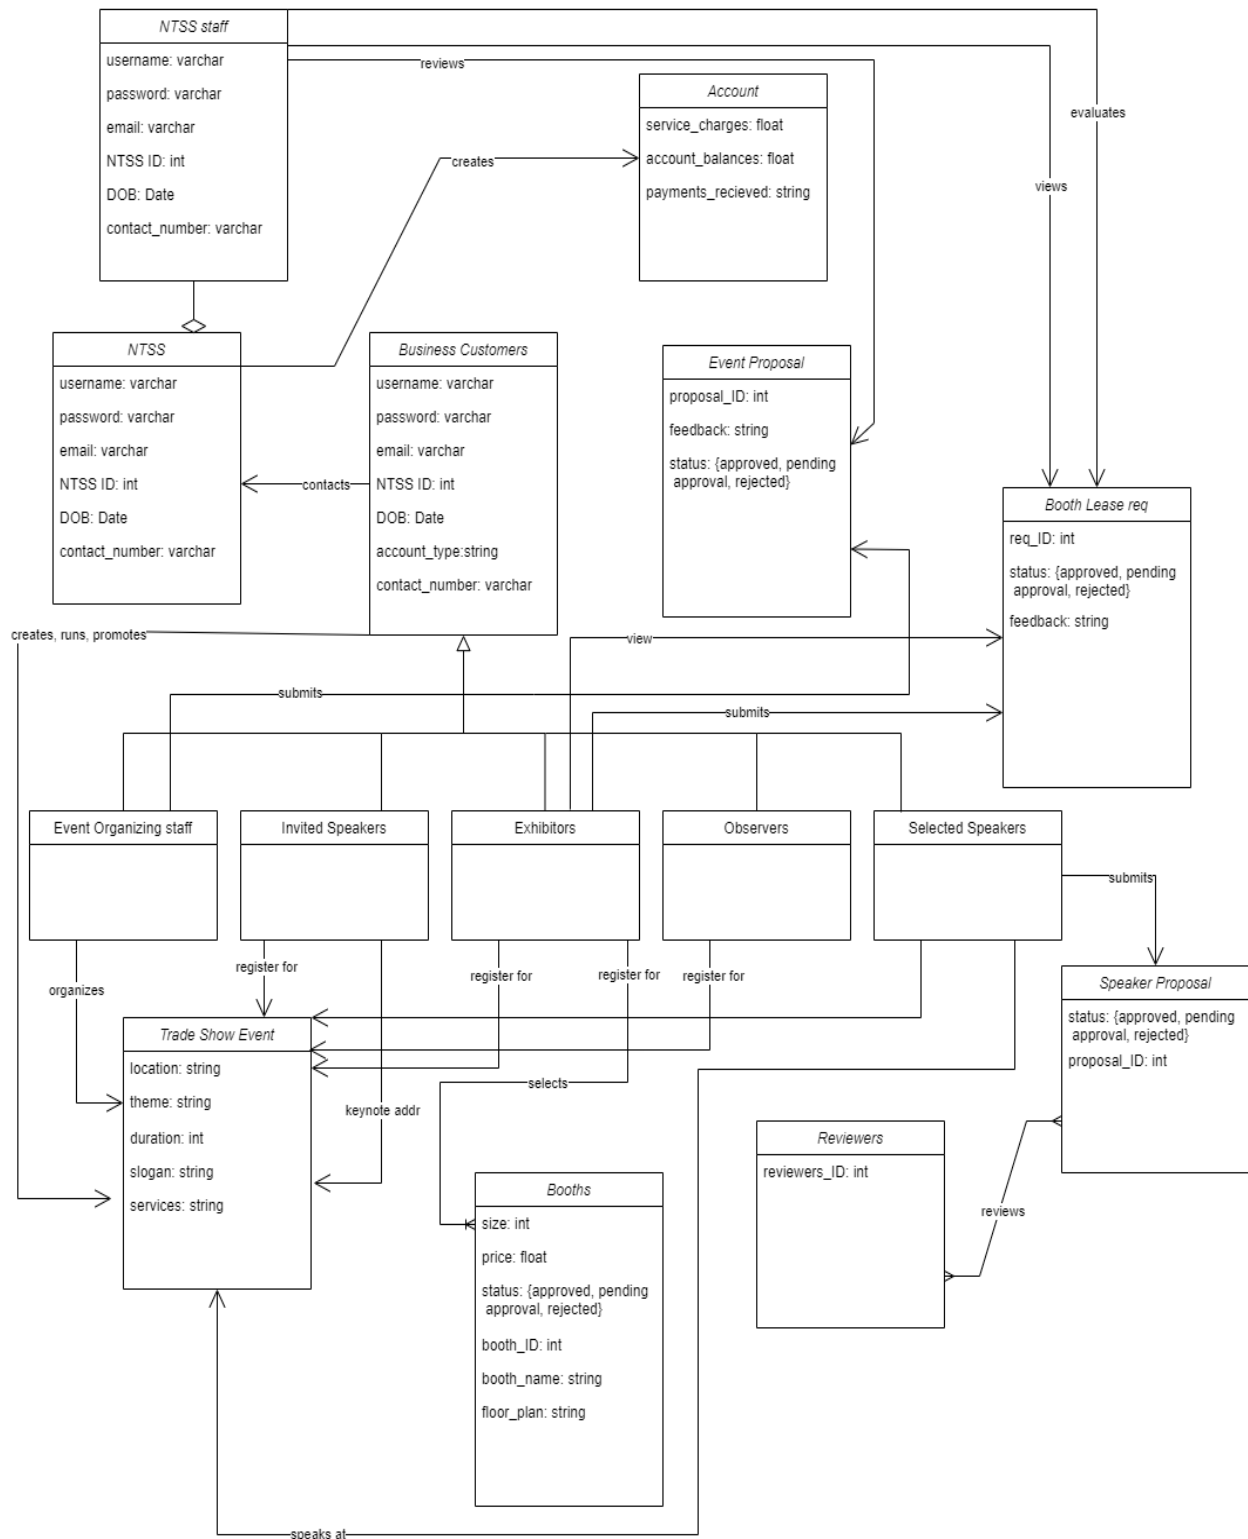 NTSS staff
username: varchar
password: varchar
email: varchar
NTSS ID: int
DOB: Date
contact_number: varchar
reviews
Account
service_charges: float
account_balances: float
payments_recieved: string
evaluates
creates
views
NTSS
username: varchar
password: varchar
email: varchar
NTSS ID: int
DOB: Date
contact_number: varchar
Business Customers
username: varchar
password: varchar
email: varchar
NTSS ID: int
DOB: Date
account_type:string
contact_number: varchar
contacts
Event Proposal
proposal_ID: int
feedback: string
status: {approved, pending
approval, rejected}
Booth Lease req
req_ID: int
status: {approved, pending
approval, rejected}
feedback: string
creates, runs, promotes
view
submits
submits
Event Organizing staff
Invited Speakers
Exhibitors
Observers
Selected Speakers
submits
organizes
register for
register for
register for
register for
Trade Show Event
location: string
theme: string
duration: int
slogan: string
services: string
keynote addr
selects
Speaker Proposal
status: {approved, pending
approval, rejected}
proposal_ID: int
Reviewers
reviewers_ID: int
reviews
Booths
size: int
price: float
status: {approved, pending
approval, rejected}
booth_ID: int
booth_name: string
floor_plan: string
speaks at